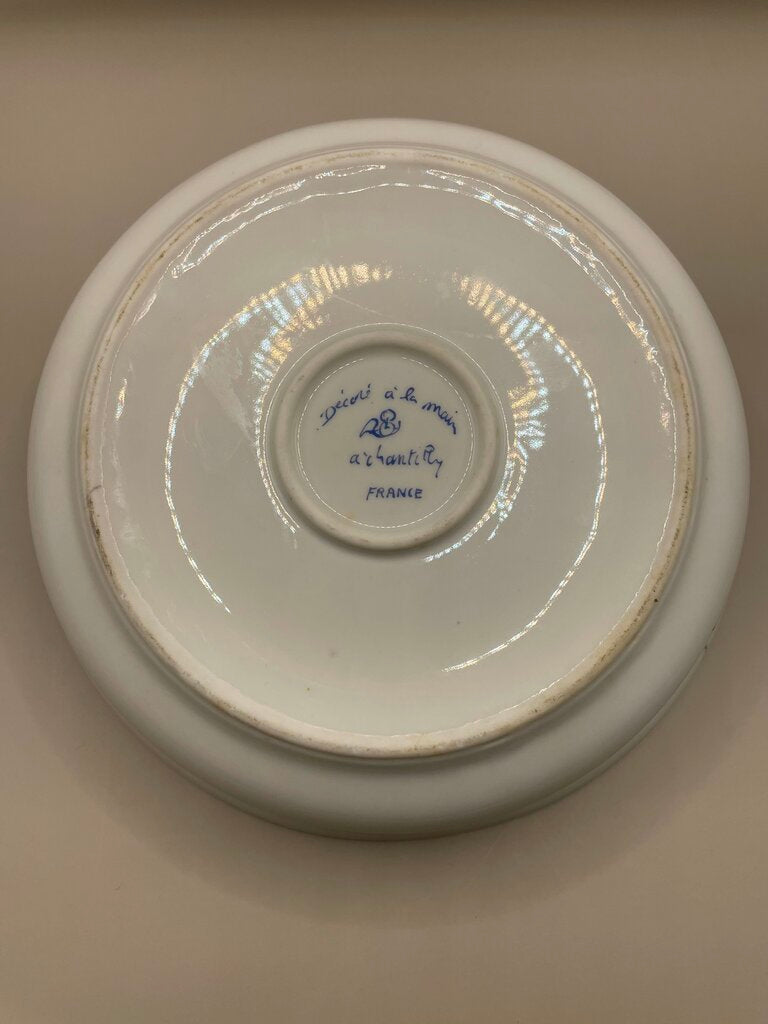 Décoré à la main
à chantilly
FRANCE